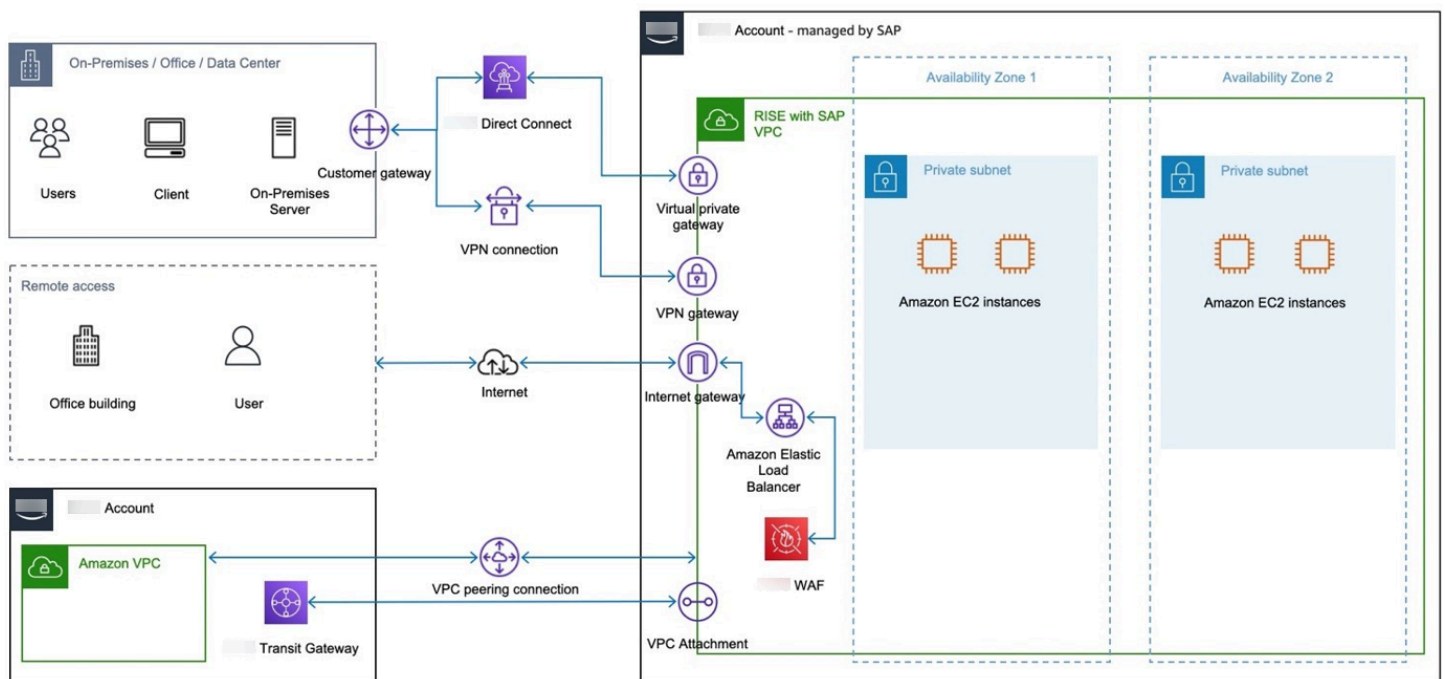 Account - managed by SAP
On-Premises / Office / Data Center
Users
Client
On-Premises
Server
Customer gateway
Direct Connect
VPN connection
Availability Zone 1
Availability Zone 2
RISE with SAP
VPC
Private subnet
Private subnet
Virtual private
gateway
VPN gateway
Amazon EC2 instances
Amazon EC2 instances
Remote access
Office building
User
Internet
Internet gateway
Amazon Elastic
Load
Balancer
WAF
Account
Amazon VPC
Transit Gateway
VPC peering connection
VPC Attachment